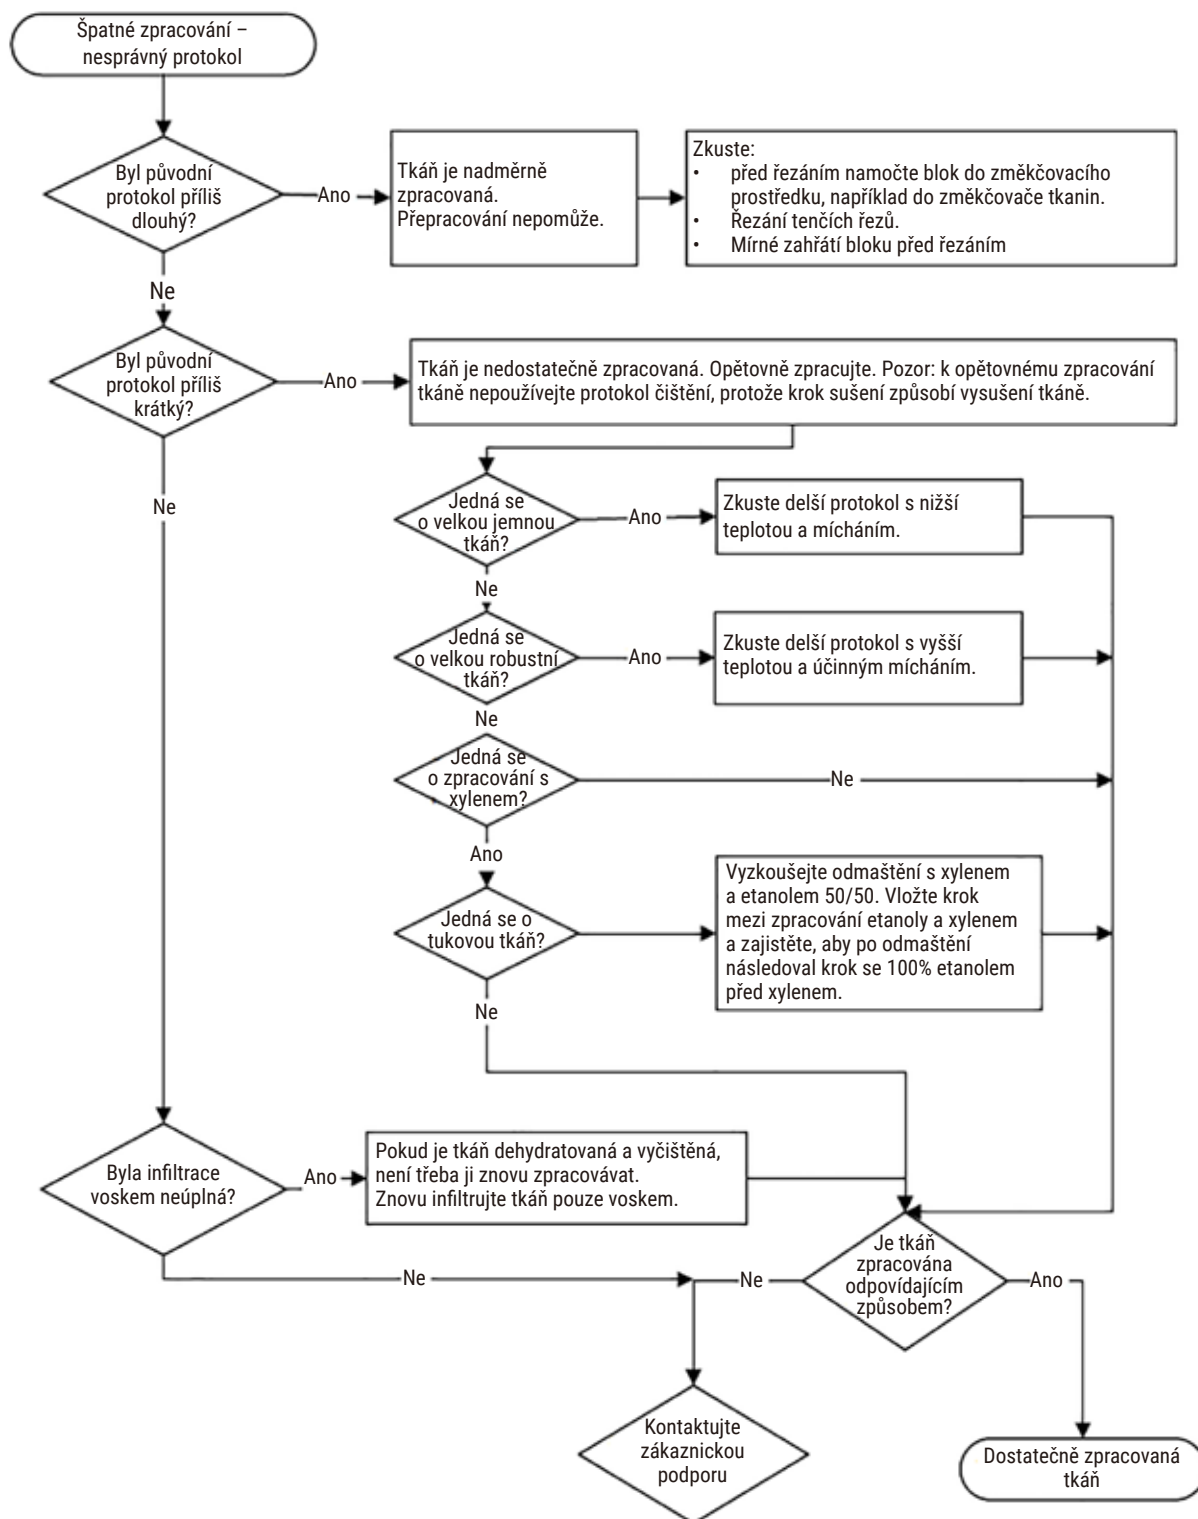 Špatné zpracování –
nesprávný protokol
Byl původní
protokol příliš
dlouhý?
Ano
Tkáň je nadměrně
zpracovaná.
Přepracování nepomůže.
Zkuste:
• před řezáním namočte blok do změkčovacího
prostředku, například do změkčovače tkanin.
• Řezání tenčích řezů.
• Mírné zahřátí bloku před řezáním
Ne
Byl původní
protokol příliš
krátký?
Ano
Tkáň je nedostatečně zpracovaná. Opětovně zpracujte. Pozor: k opětovnému zpracování
tkáně nepoužívejte protokol čištění, protože krok sušení způsobí vysušení tkáně.
Ne
Jedná se
o velkou jemnou
tkáň?
Ano
Zkuste delší protokol s nižší
teplotou a mícháním.
Ne
Jedná se
o velkou robustní
tkáň?
Ano
Zkuste delší protokol s vyšší
teplotou a účinným mícháním.
Ne
Jedná se
o zpracování s
xylenem?
Ne
Ano
Jedná se o
tukovou tkáň?
Vyzkoušejte odmaštění s xylenem
a etanolem 50/50. Vložte krok
mezi zpracování etanoly a xylenem
a zajistěte, aby po odmaštění
následoval krok se 100% etanolem
před xylenem.
Ne
Byla infiltrace
voskem neúplná?
Ano
Pokud je tkáň dehydratovaná a vyčištěná,
není třeba ji znovu zpracovávat.
Znovu infiltrujte tkáň pouze voskem.
Ne
Je tkáň
zpracována
odpovídajícím
způsobem?
Ne
Ano
Kontaktujte
zákaznickou
podporu
Dostatečně zpracovaná
tkáň